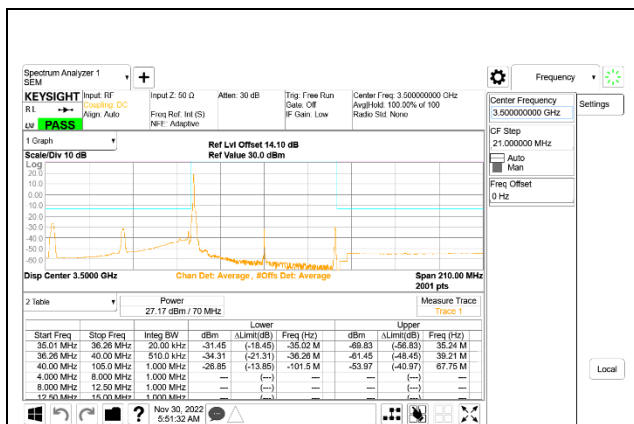 Spectrum Analyzer 1
SEM
Frequency
KEYSIGHT Input: RF Input Z: 50 Ω Atten: 30 dB Trig: Free Run Center Freq: 3.500000000 GHz
R L Coupling: DC Gate: Off Avg|Hold: 100.00% of 100
Align: Auto Freq Ref: Int (S) IF Gain: Low Radio Std: None
NFE: Adaptive
PASS
Center Frequency
3.500000000 GHz
Settings
CF Step
21.000000 MHz
Auto
Man
Freq Offset
0 Hz
1 Graph
Ref Lvl Offset 14.10 dB
Scale/Div 10 dB Ref Value 30.0 dBm
Log
20.0
10.0
0.00
-10.0
-20.0
-30.0
-40.0
-50.0
-60.0
Disp Center 3.5000 GHz Chan Det: Average , #Offs Det: Average Span 210.00 MHz
2001 pts
2 Table Power Measure Trace
27.17 dBm / 70 MHz Trace 1
Lower Upper
Start Freq Stop Freq Integ BW dBm ΔLimit(dB) Freq (Hz) dBm ΔLimit(dB) Freq (Hz)
35.01 MHz 36.26 MHz 20.00 kHz -31.45 (-18.45) -35.02 M -69.83 (-56.83) 35.24 M
36.26 MHz 40.00 MHz 510.0 kHz -34.31 (-21.31) -36.26 M -61.45 (-48.45) 39.21 M
40.00 MHz 105.0 MHz 1.000 MHz -26.85 (-13.85) -101.5 M -53.97 (-40.97) 67.75 M
4.000 MHz 8.000 MHz 1.000 MHz --- (---) --- --- (---) ---
8.000 MHz 12.50 MHz 1.000 MHz --- (---) --- --- (---) ---
12.50 MHz 15.00 MHz 1.000 MHz --- (---) --- --- (---) ---
Local
Nov 30, 2022
5:51:32 AM